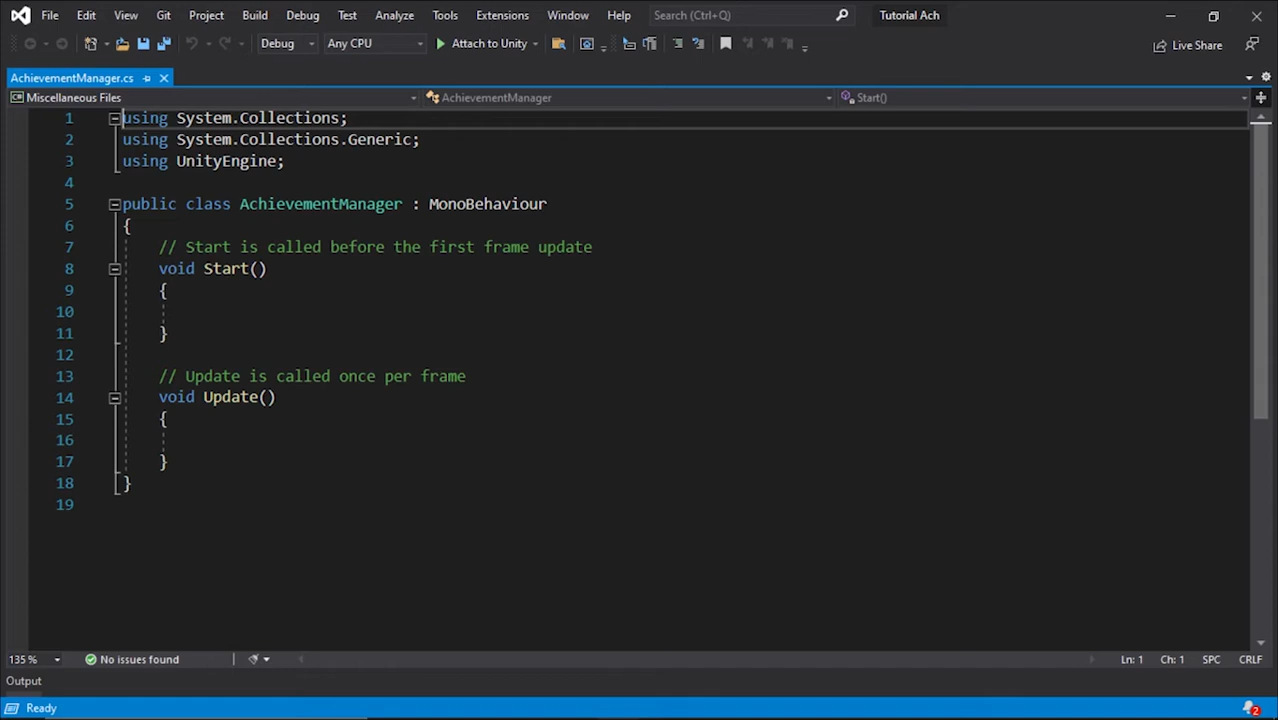 File Edit View Git Project Build Debug Test Analyze Tools Extensions Window Help Search (Ctrl+Q) Tutorial Ach
Debug Any CPU Attach to Unity Live Share
AchievementManager.cs
Miscellaneous Files AchievementManager Start()
1 using System.Collections;
2 using System.Collections.Generic;
3 using UnityEngine;
4
5 public class AchievementManager : MonoBehaviour
6 {
7 // Start is called before the first frame update
8 void Start()
9 {
10
11 }
12
13 // Update is called once per frame
14 void Update()
15 {
16
17 }
18 }
19
135 % No issues found Ln: 1 Ch: 1 SPC CRLF
Output
Ready 2